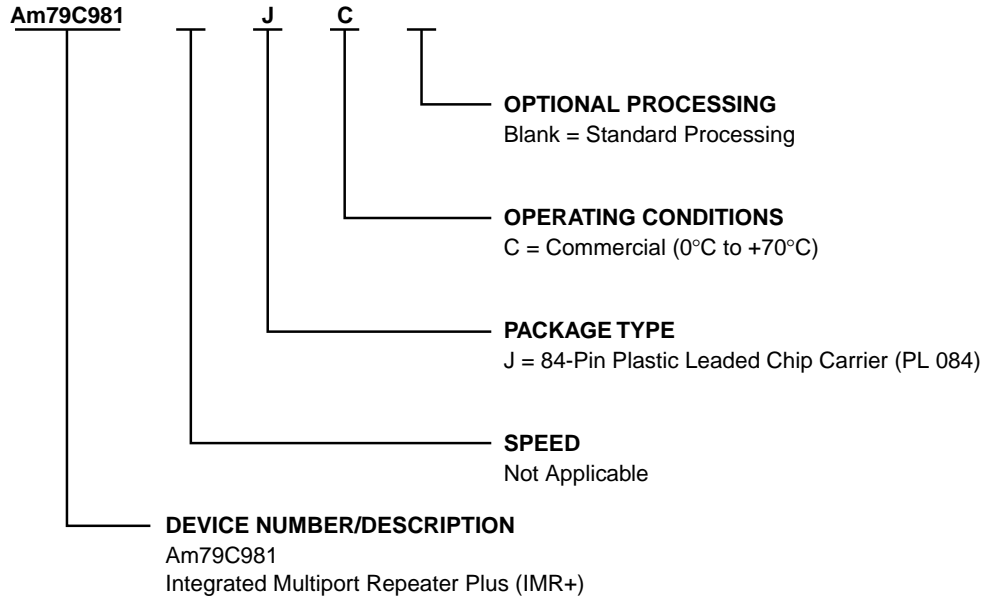 Am79C981 J C
OPTIONAL PROCESSING
Blank = Standard Processing
OPERATING CONDITIONS
C = Commercial (0°C to +70°C)
PACKAGE TYPE
J = 84-Pin Plastic Leaded Chip Carrier (PL 084)
SPEED
Not Applicable
DEVICE NUMBER/DESCRIPTION
Am79C981
Integrated Multiport Repeater Plus (IMR+)